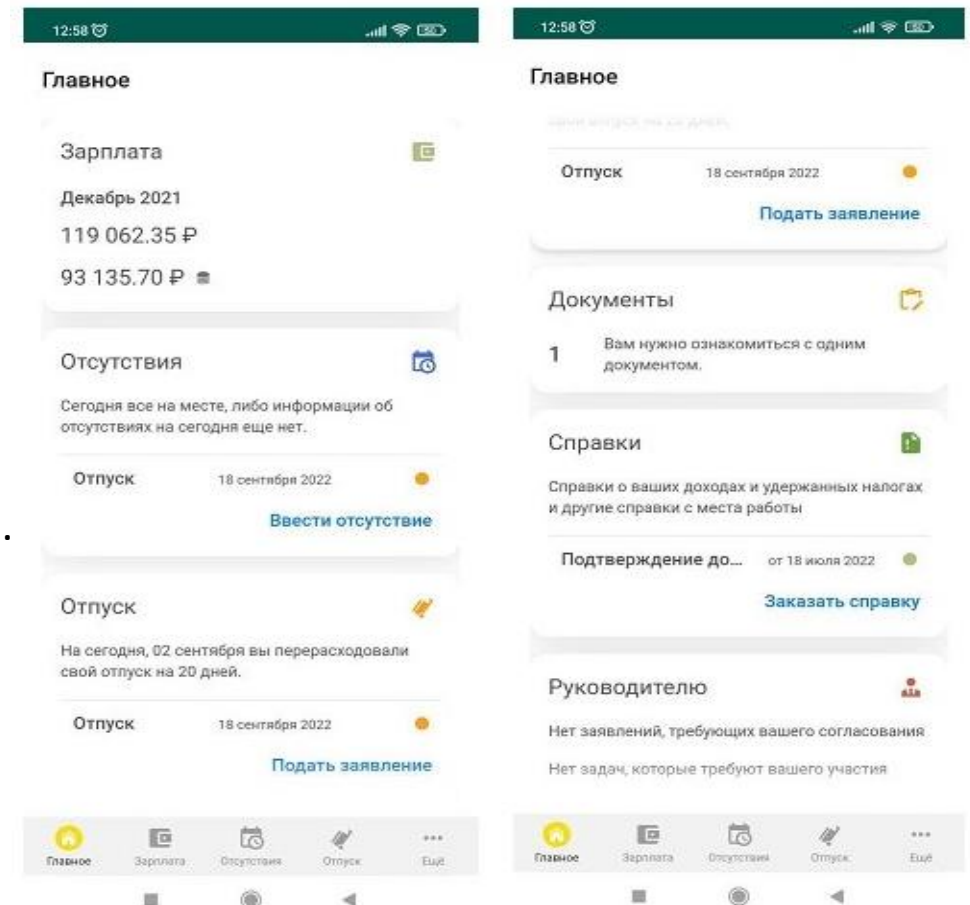 12:58
Главное
Зарплата
Декабрь 2021
119 062.35 ₽
93 135.70 ₽
Отсутствия
Сегодня все на месте, либо информации об
отсутствиях на сегодня еще нет.
Отпуск 18 сентября 2022
Ввести отсутствие
Отпуск
На сегодня, 02 сентября вы перерасходовали
свой отпуск на 20 дней.
Отпуск 18 сентября 2022
Подать заявление
Главное Зарплата Отсутствия Отпуск Ещё
12:58
Главное
свой отпуск на 20 дней.
Отпуск 18 сентября 2022
Подать заявление
Документы
1 Вам нужно ознакомиться с одним
документом.
Справки
Справки о ваших доходах и удержанных налогах
и другие справки с места работы
Подтверждение до... от 18 июля 2022
Заказать справку
Руководителю
Нет заявлений, требующих вашего согласования
Нет задач, которые требуют вашего участия
Главное Зарплата Отсутствия Отпуск Ещё